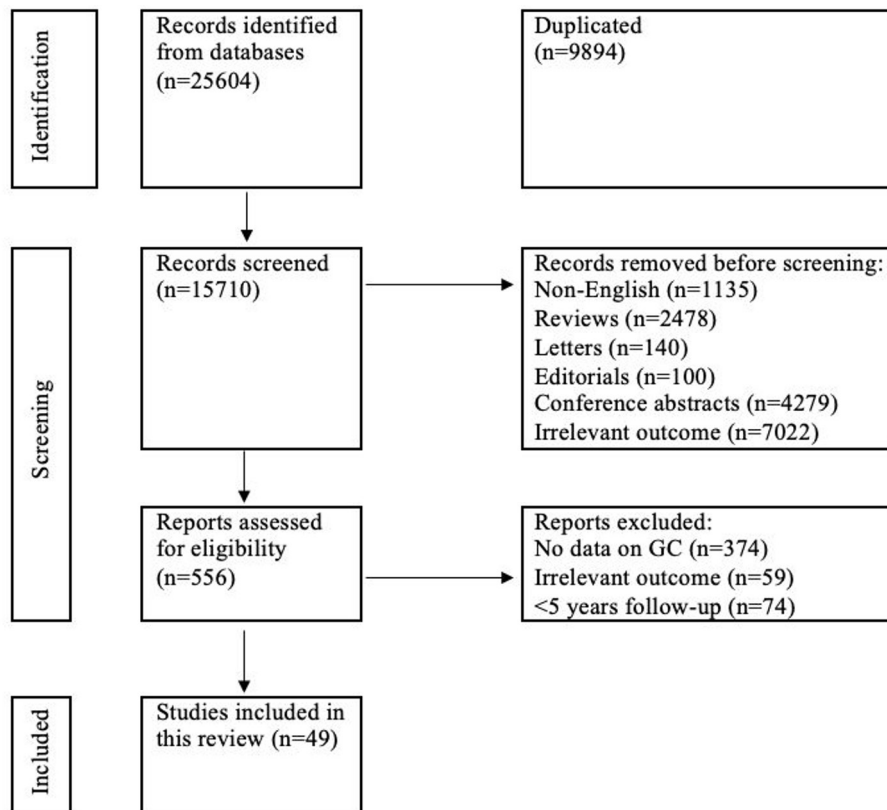 Identification
Records identified
from databases
(n=25604)
Duplicated
(n=9894)
Screening
Records screened
(n=15710)
Records removed before screening:
Non-English (n=1135)
Reviews (n=2478)
Letters (n=140)
Editorials (n=100)
Conference abstracts (n=4279)
Irrelevant outcome (n=7022)
Reports assessed
for eligibility
(n=556)
Reports excluded:
No data on GC (n=374)
Irrelevant outcome (n=59)
<5 years follow-up (n=74)
Included
Studies included in
this review (n=49)